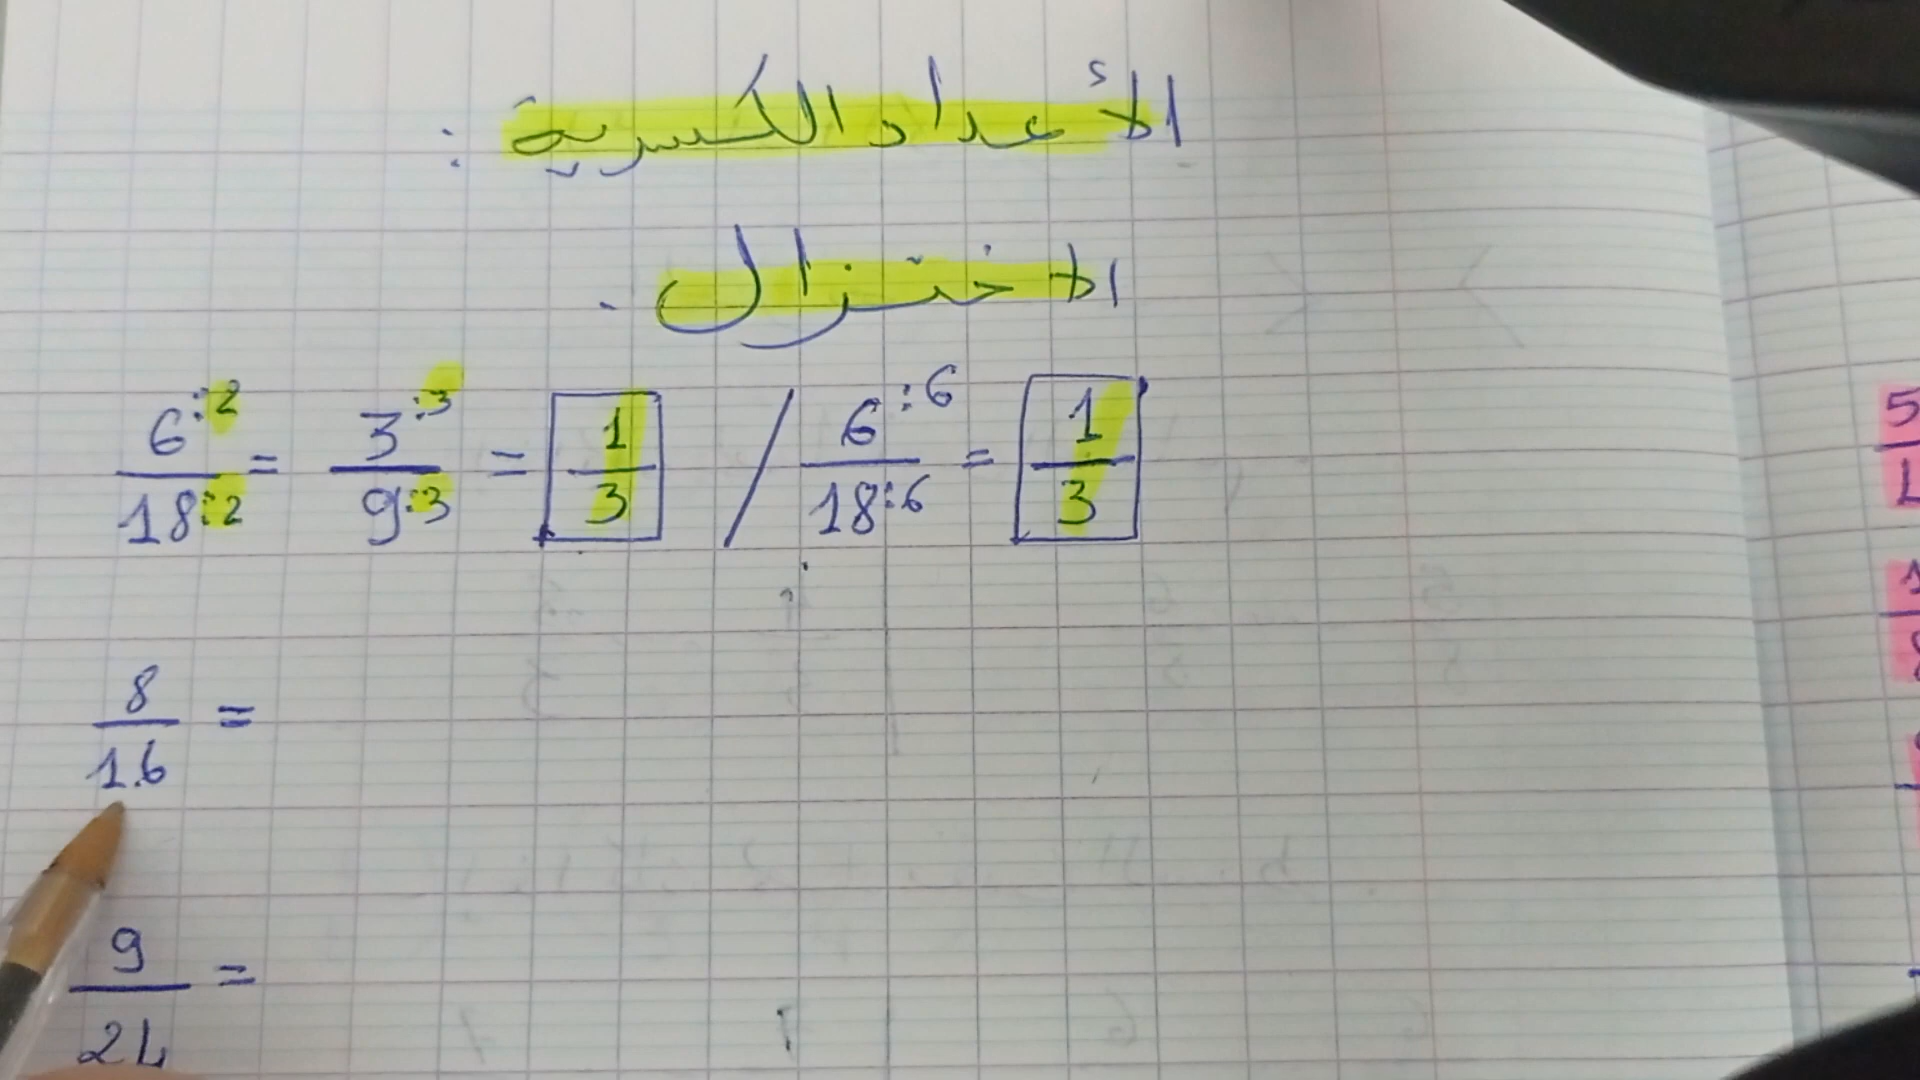 الأعداد الكسرية :
الاختزال .
6:2/18:2 = 3:3/9:3 = 1/3 / 6:6/18:6 = 1/3
8/16 =
9/24 =